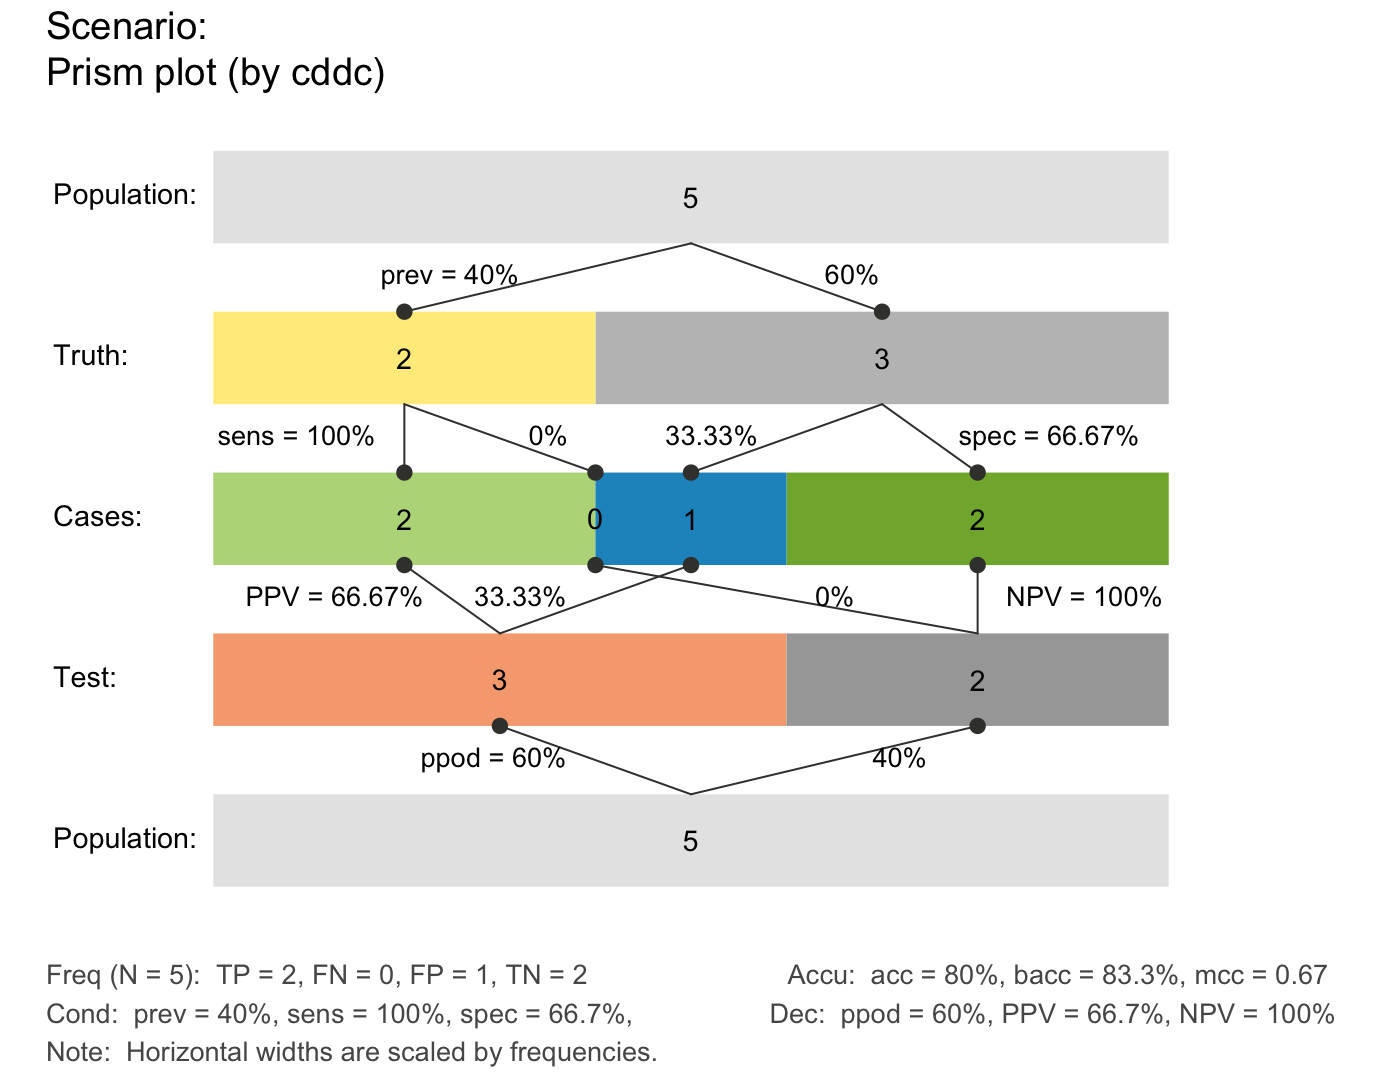 Scenario:
Prism plot (by cddc)
Population:
5
prev = 40%
60%
Truth:
2
3
sens = 100%
0%
33.33%
spec = 66.67%
Cases:
2
0
1
2
PPV = 66.67%
33.33%
0%
NPV = 100%
Test:
3
2
ppod = 60%
40%
Population:
5
Freq (N = 5):  TP = 2, FN = 0, FP = 1, TN = 2
Accu:  acc = 80%, bacc = 83.3%, mcc = 0.67
Cond:  prev = 40%, sens = 100%, spec = 66.7%,
Dec:  ppod = 60%, PPV = 66.7%, NPV = 100%
Note:  Horizontal widths are scaled by frequencies.